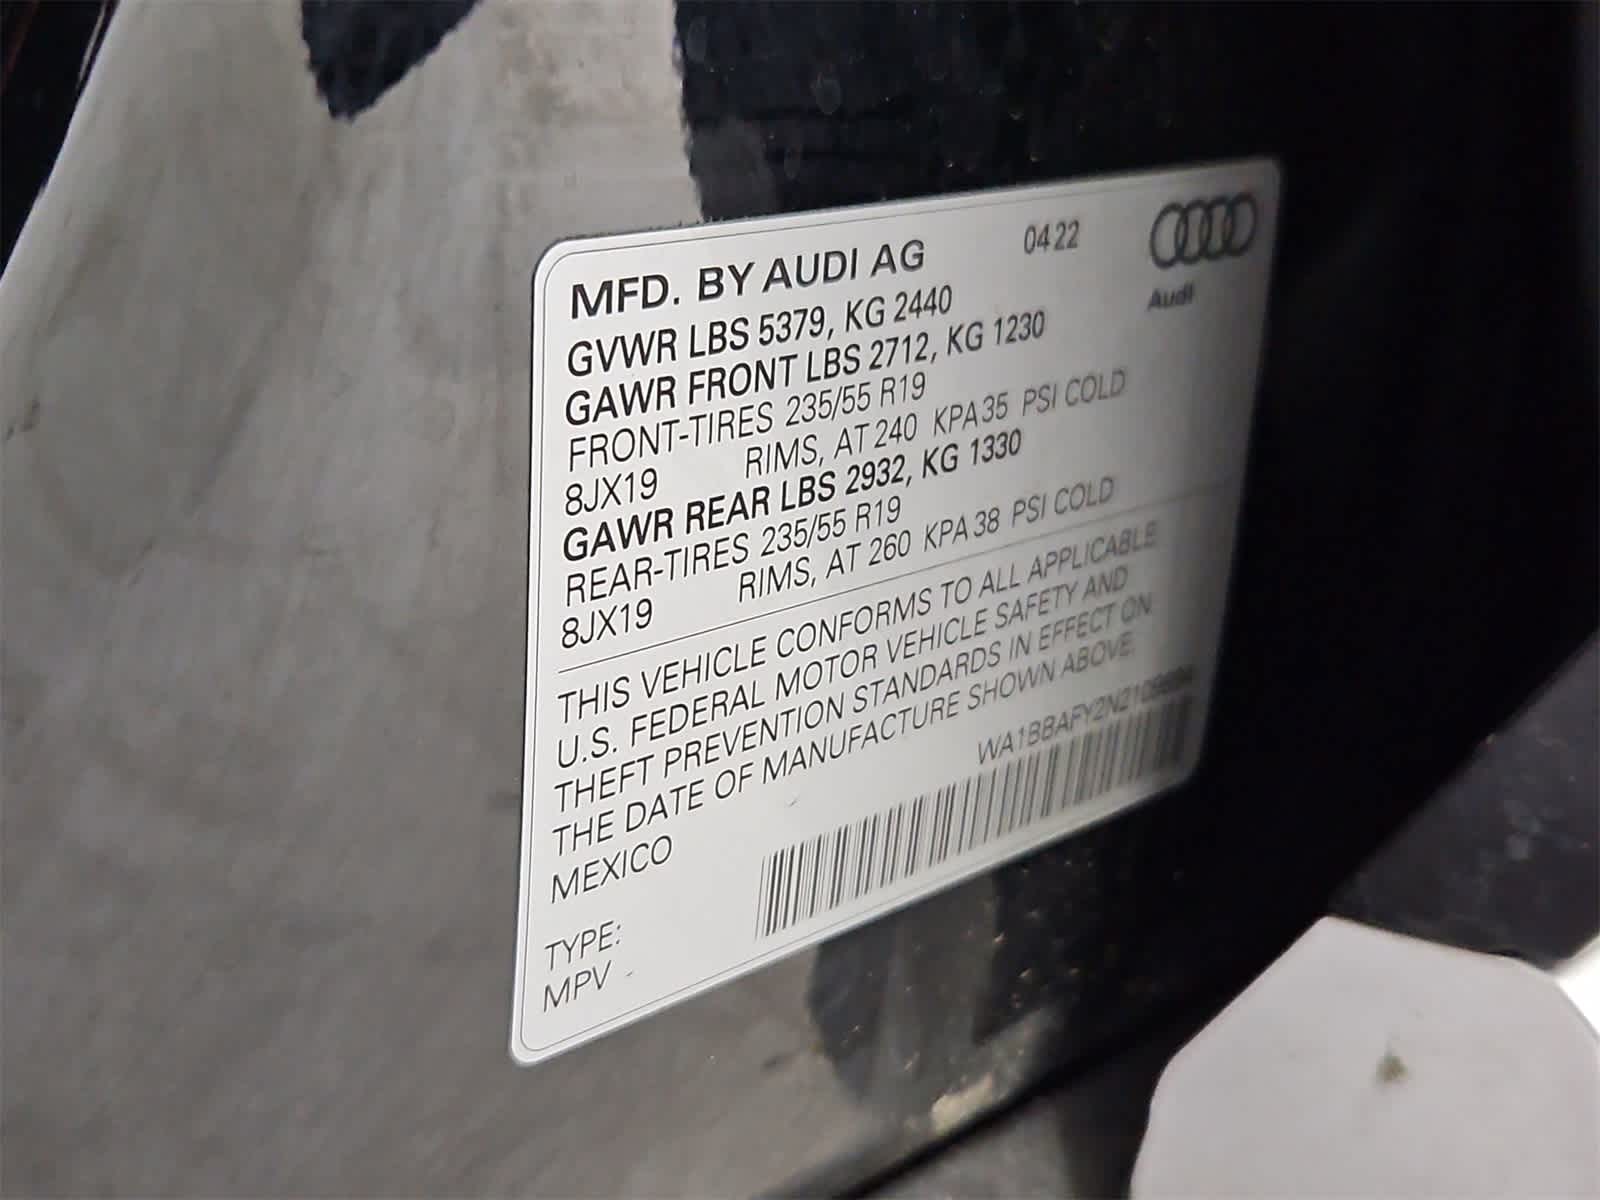 MFD. BY AUDI AG 0422
Audi
GVWR LBS 5379, KG 2440
GAWR FRONT LBS 2712, KG 1230
FRONT-TIRES 235/55 R19
8JX19 RIMS, AT 240 KPA 35 PSI COLD
GAWR REAR LBS 2932, KG 1330
REAR-TIRES 235/55 R19
8JX19 RIMS, AT 260 KPA 38 PSI COLD
THIS VEHICLE CONFORMS TO ALL APPLICABLE
U.S. FEDERAL MOTOR VEHICLE SAFETY AND
THEFT PREVENTION STANDARDS IN EFFECT ON
THE DATE OF MANUFACTURE SHOWN ABOVE.
MEXICO
TYPE:
MPV